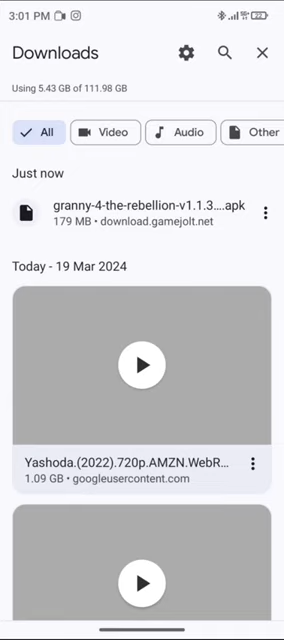 3:01 PM 22
Downloads
Using 5.43 GB of 111.98 GB
All Video Audio Other
Just now
granny-4-the-rebellion-v1.1.3....apk
179 MB • download.gamejolt.net
Today - 19 Mar 2024
Yashoda.(2022).720p.AMZN.WebR...
1.09 GB • googleusercontent.com